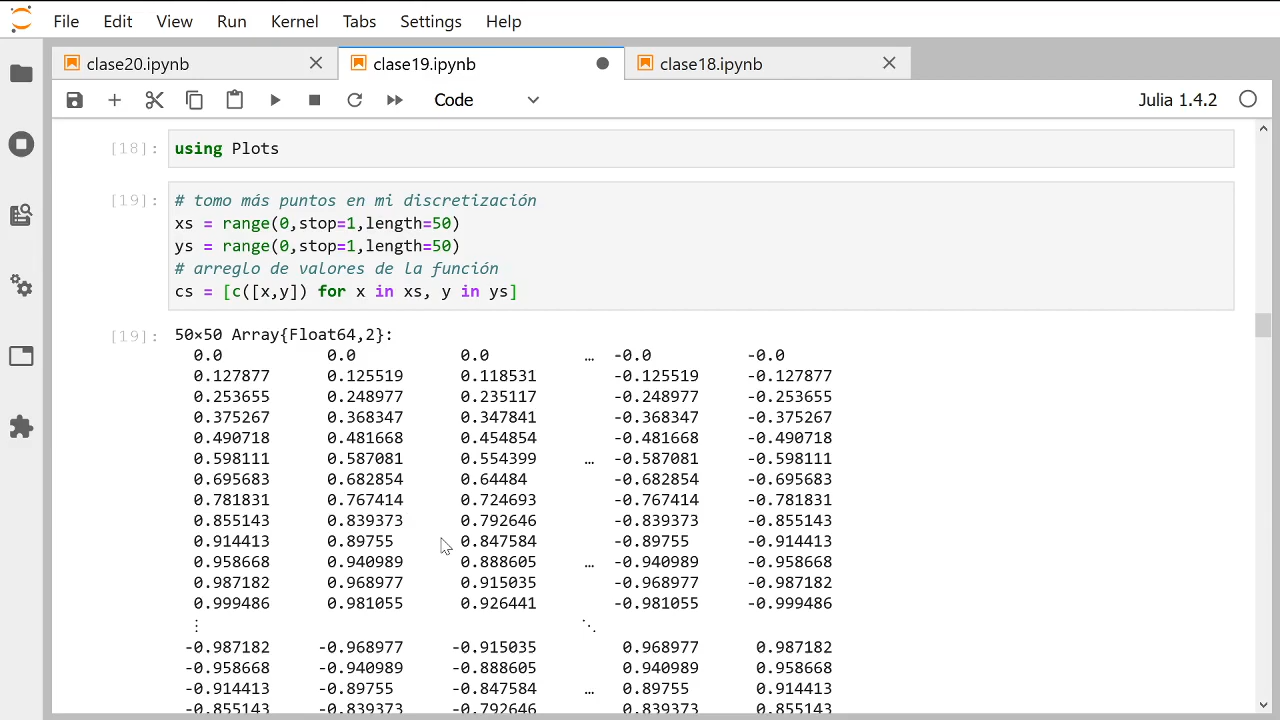 File Edit View Run Kernel Tabs Settings Help
clase20.ipynb clase19.ipynb clase18.ipynb
Code Julia 1.4.2
[18]: using Plots
[19]: # tomo más puntos en mi discretización
xs = range(0,stop=1,length=50)
ys = range(0,stop=1,length=50)
# arreglo de valores de la función
cs = [c([x,y]) for x in xs, y in ys]
[19]: 50×50 Array{Float64,2}:
0.0 0.0 0.0 … -0.0 -0.0
0.127877 0.125519 0.118531 -0.125519 -0.127877
0.253655 0.248977 0.235117 -0.248977 -0.253655
0.375267 0.368347 0.347841 -0.368347 -0.375267
0.490718 0.481668 0.454854 -0.481668 -0.490718
0.598111 0.587081 0.554399 … -0.587081 -0.598111
0.695683 0.682854 0.64484 -0.682854 -0.695683
0.781831 0.767414 0.724693 -0.767414 -0.781831
0.855143 0.839373 0.792646 -0.839373 -0.855143
0.914413 0.89755 0.847584 -0.89755 -0.914413
0.958668 0.940989 0.888605 … -0.940989 -0.958668
0.987182 0.968977 0.915035 -0.968977 -0.987182
0.999486 0.981055 0.926441 -0.981055 -0.999486
⋮ ⋱
-0.987182 -0.968977 -0.915035 0.968977 0.987182
-0.958668 -0.940989 -0.888605 0.940989 0.958668
-0.914413 -0.89755 -0.847584 … 0.89755 0.914413
-0.855143 -0.839373 -0.792646 0.839373 0.855143